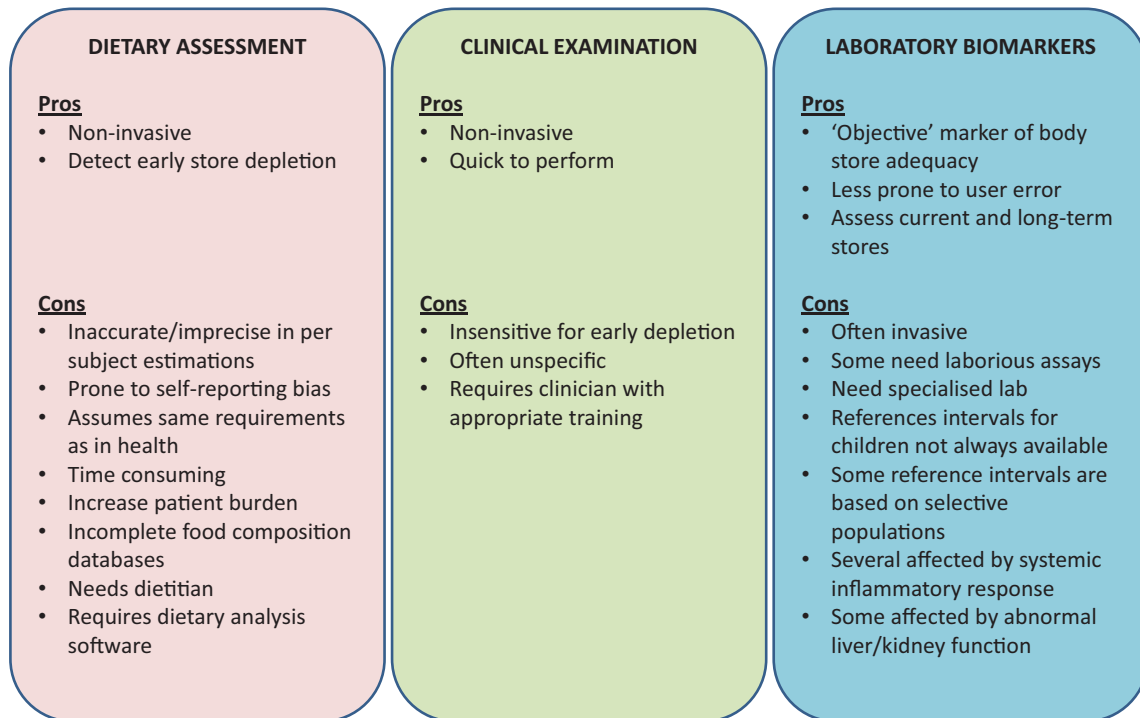 DIETARY ASSESSMENT
Pros
• Non-invasive
• Detect early store depletion
Cons
• Inaccurate/imprecise in per
subject estimations
• Prone to self-reporting bias
• Assumes same requirements
as in health
• Time consuming
• Increase patient burden
• Incomplete food composition
databases
• Needs dietitian
• Requires dietary analysis
software
CLINICAL EXAMINATION
Pros
• Non-invasive
• Quick to perform
Cons
• Insensitive for early depletion
• Often unspecific
• Requires clinician with
appropriate training
LABORATORY BIOMARKERS
Pros
• ‘Objective’ marker of body
store adequacy
• Less prone to user error
• Assess current and long-term
stores
Cons
• Often invasive
• Some need laborious assays
• Need specialised lab
• References intervals for
children not always available
• Some reference intervals are
based on selective
populations
• Several affected by systemic
inflammatory response
• Some affected by abnormal
liver/kidney function